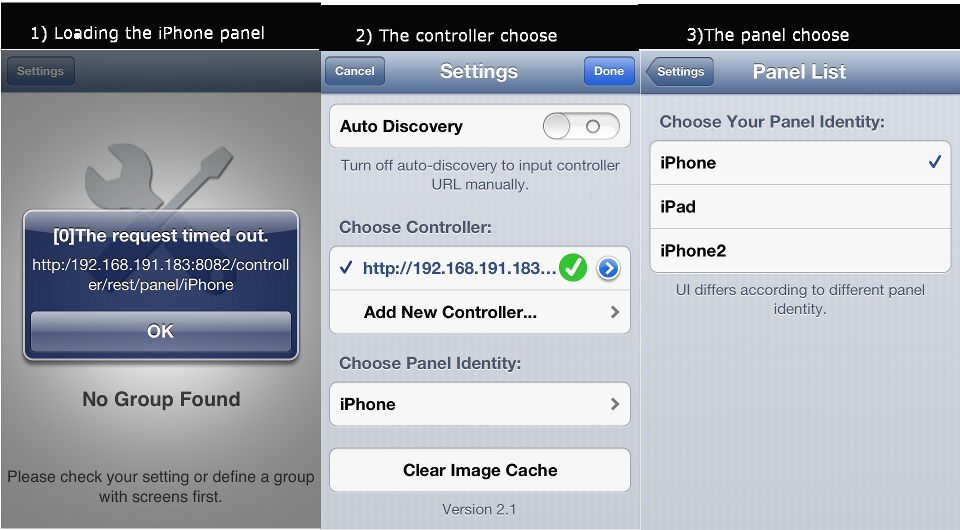 1) Loading the iPhone panel
Settings
[0]The request timed out.
http:/192.168.191.183:8082/controll
er/rest/panel/iPhone
OK
No Group Found
Please check your setting or define a group
with screens first.
2) The controller choose
Cancel
Settings
Done
Auto Discovery
Turn off auto-discovery to input controller
URL manually.
Choose Controller:
http://192.168.191.183...
Add New Controller...
Choose Panel Identity:
iPhone
Clear Image Cache
Version 2.1
3)The panel choose
Settings
Panel List
Choose Your Panel Identity:
iPhone
iPad
iPhone2
UI differs according to different panel
identity.